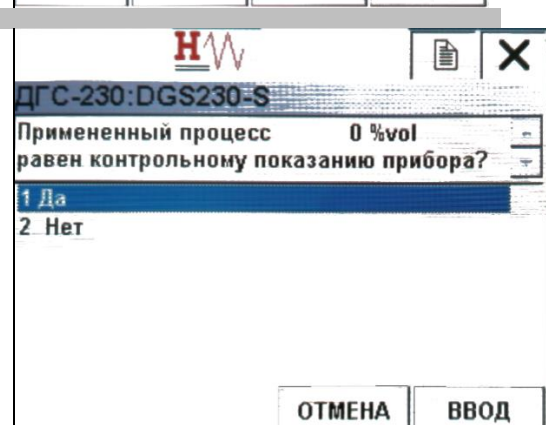 H
ДГС-230:DGS230-S
Примененный процесс 0 %vol
равен контрольному показанию прибора?
1 Да
2 Нет
ОТМЕНА ВВОД